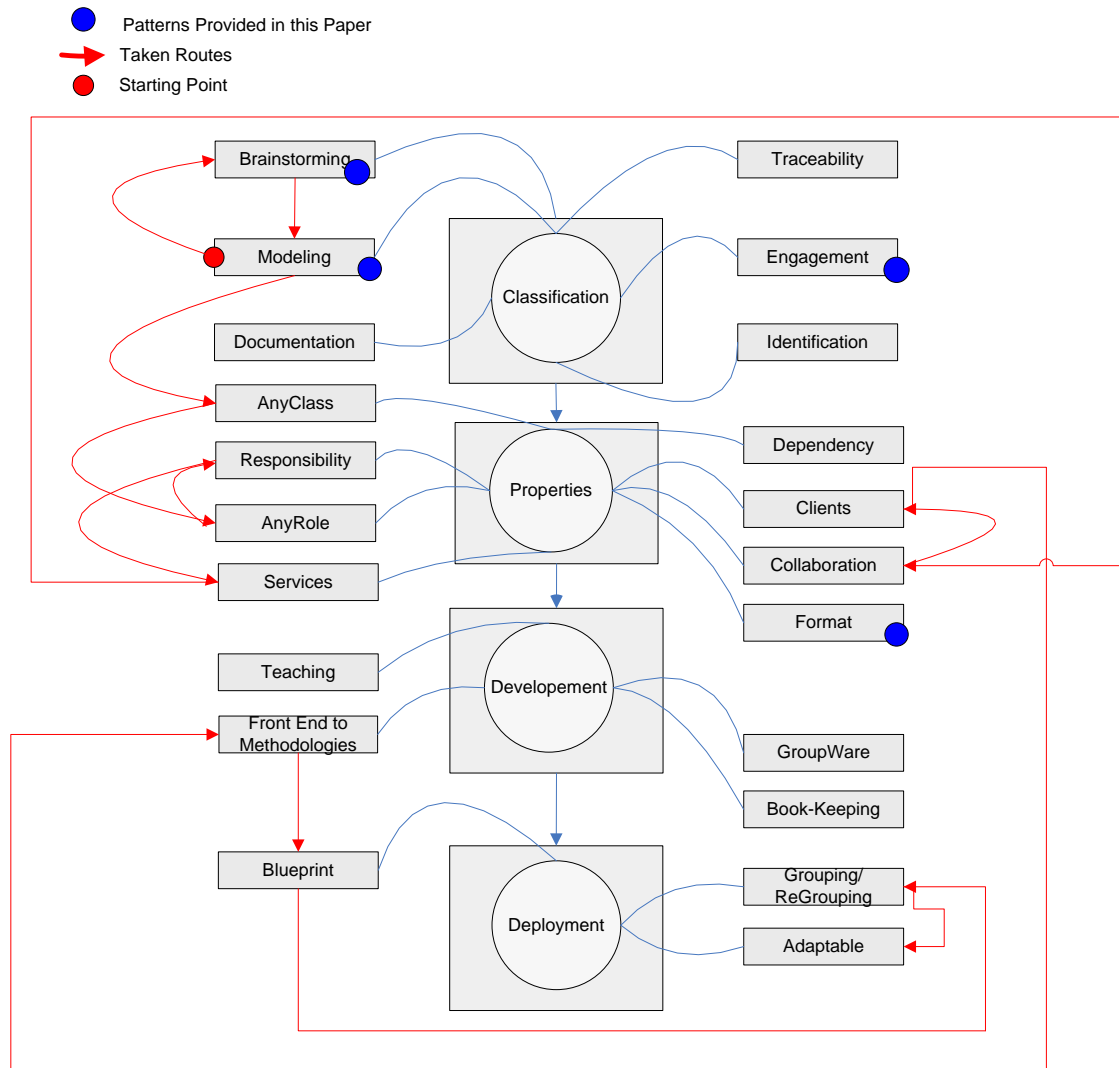 Patterns Provided in this Paper
Taken Routes
Starting Point
Brainstorming
Traceability
Modeling
Engagement
Classification
Documentation
Identification
AnyClass
Dependency
Responsibility
Properties
Clients
AnyRole
Collaboration
Services
Format
Teaching
Developement
Front End to
Methodologies
GroupWare
Book-Keeping
Blueprint
Grouping/
ReGrouping
Deployment
Adaptable